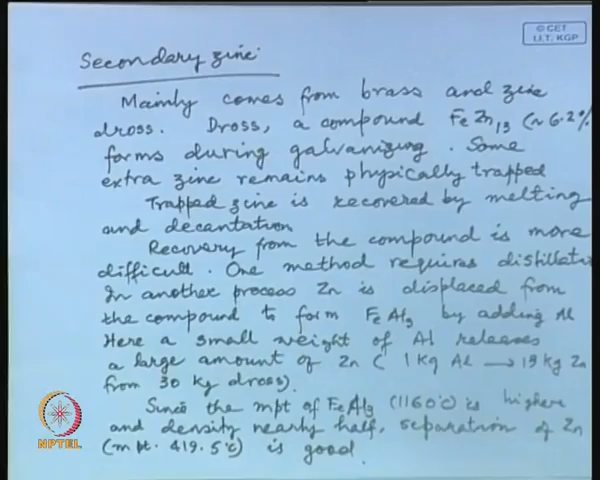 © CET
I.I.T. KGP
Secondary zinc
Mainly comes from brass and zinc
dross. Dross, a compound FeZn13 (~6.2%
forms during galvanizing. Some
extra zinc remains physically trapped
Trapped zinc is recovered by melting
and decantation
Recovery from the compound is more
difficult. One method requires distillati
In another process Zn is displaced from
the compound to form FeAl3 by adding Al
Here a small weight of Al releases
a large amount of Zn ( 1 Kg Al → 19 kg Zn
from 30 kg dross).
Since the mpt of FeAl3 (1160°C) is higher
and density nearly half, separation of Zn
(m pt. 419.5°C) is good.
NPTEL